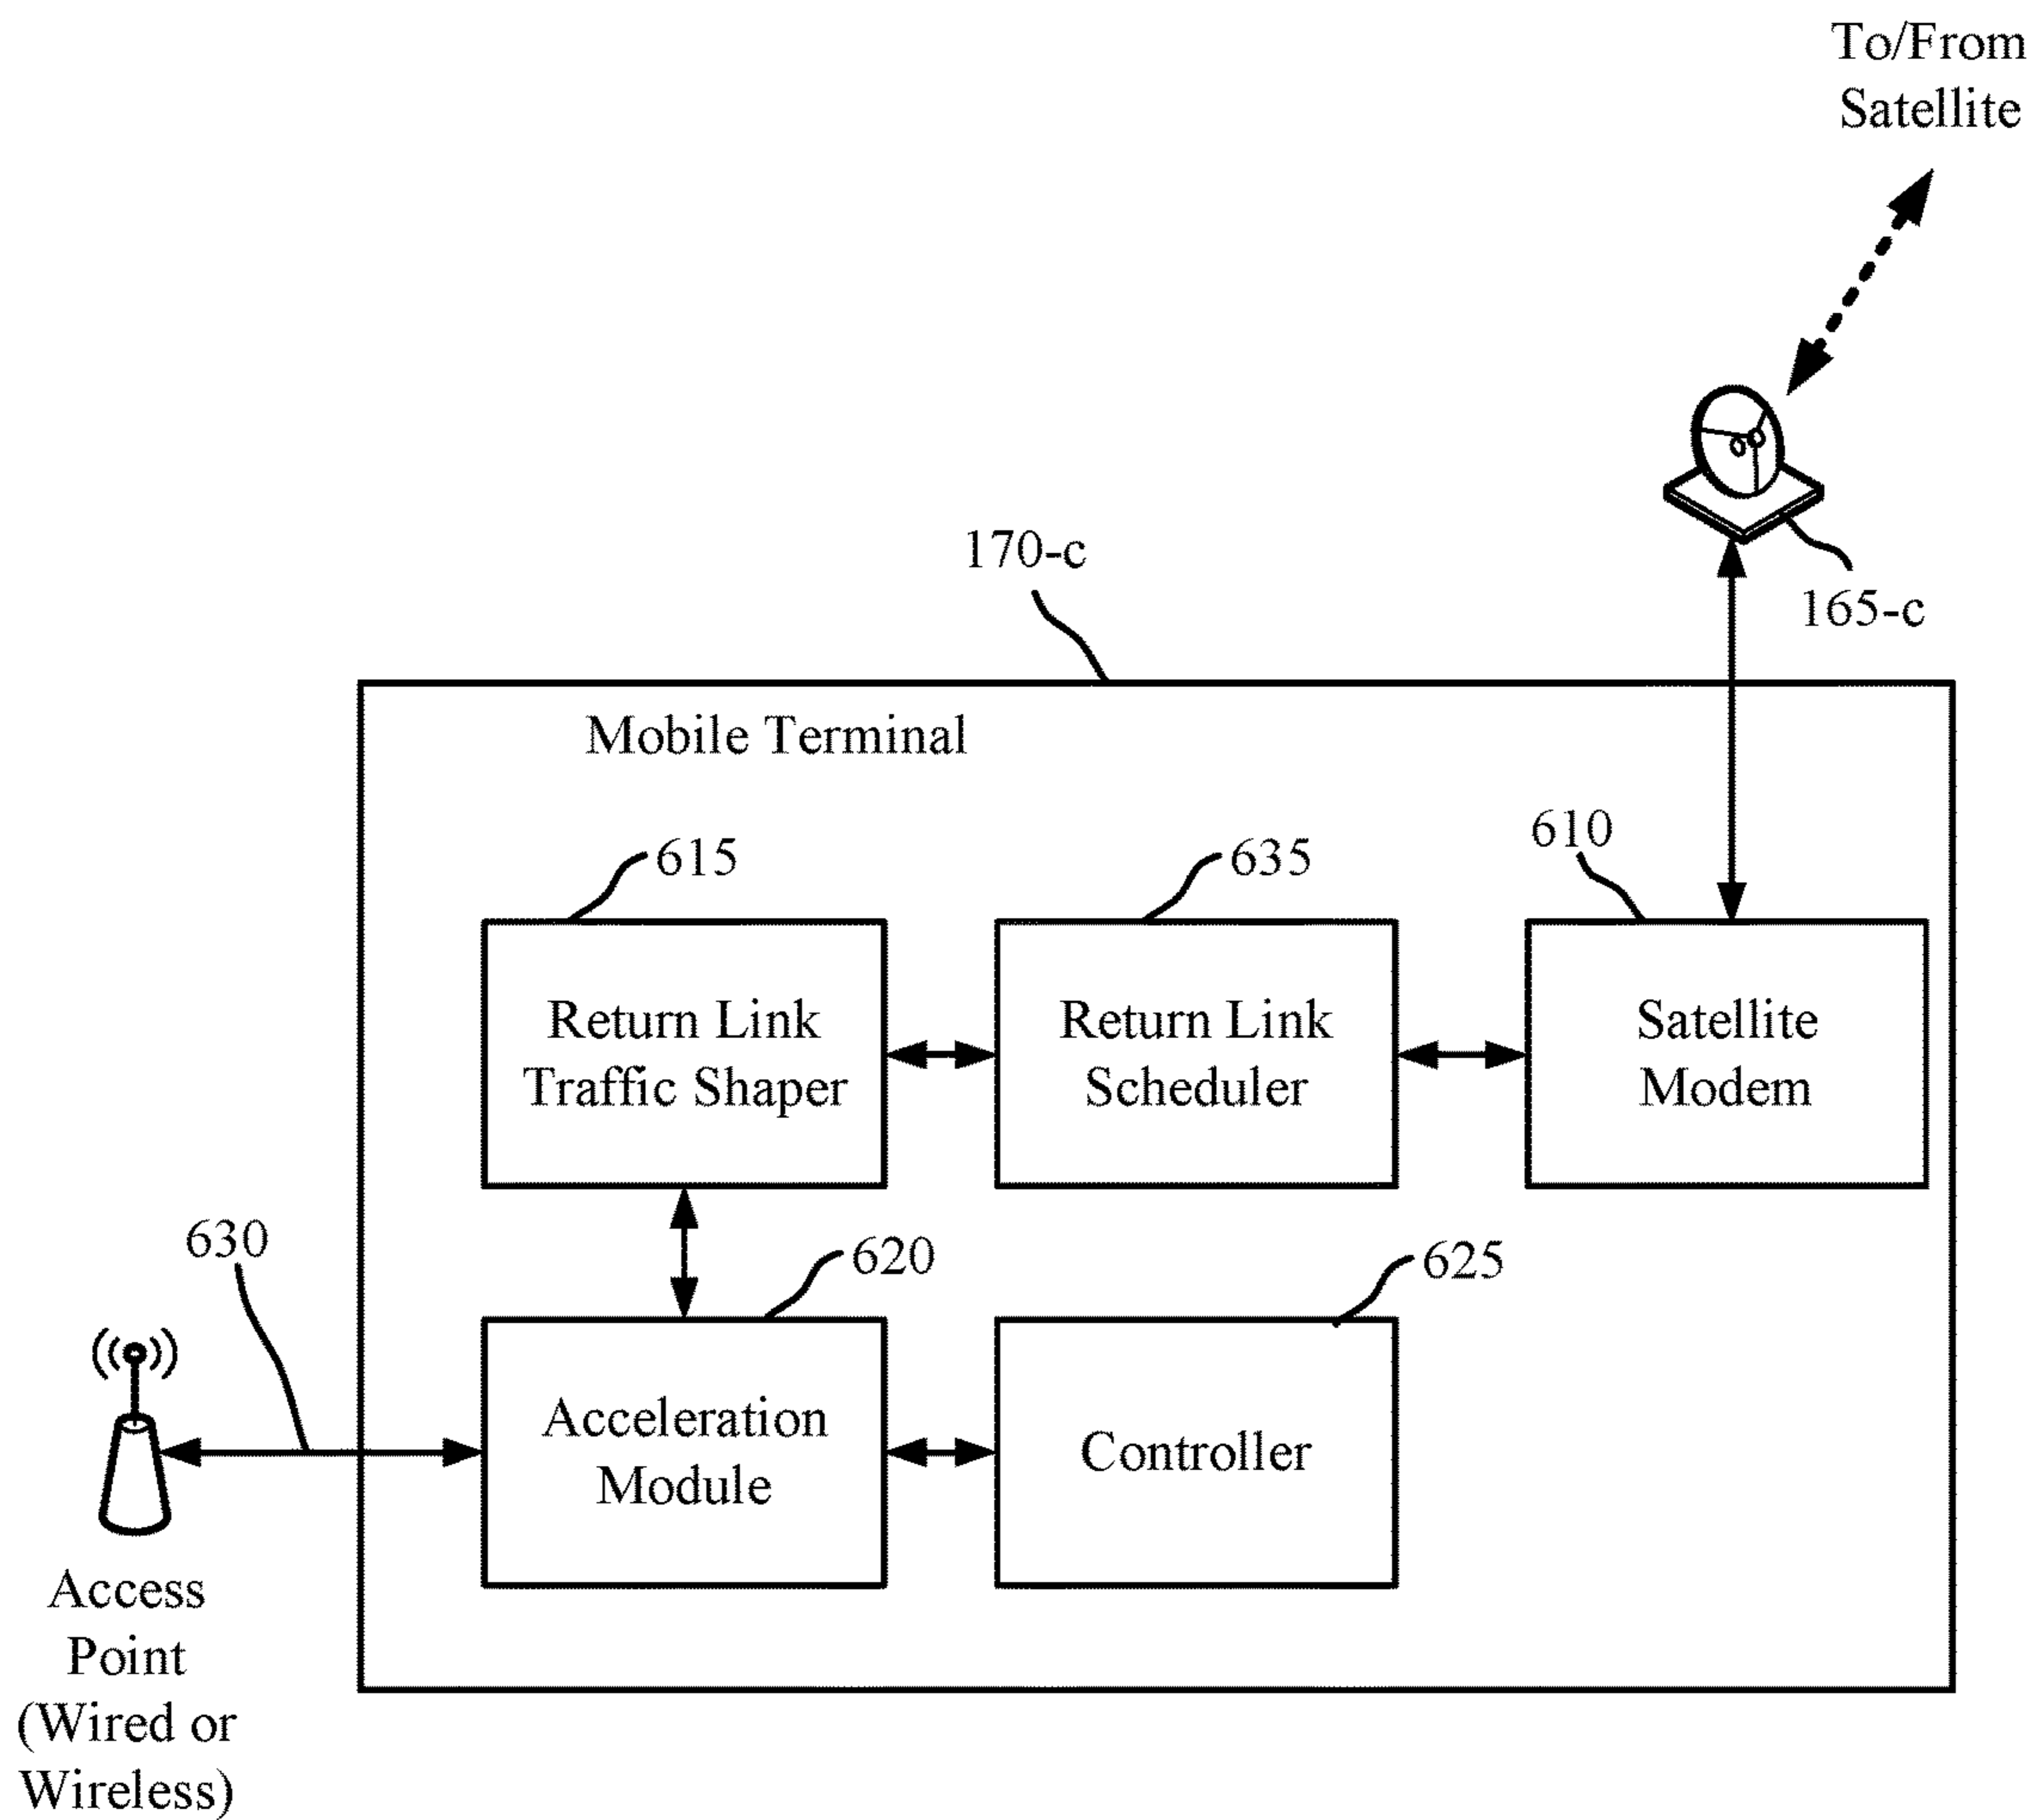 To/From
Satellite
170-c
165-c
Mobile Terminal
615
635
610
Return Link
Traffic Shaper
Return Link
Scheduler
Satellite
Modem
630
620
625
Acceleration
Module
Controller
Access
Point
(Wired or
Wireless)